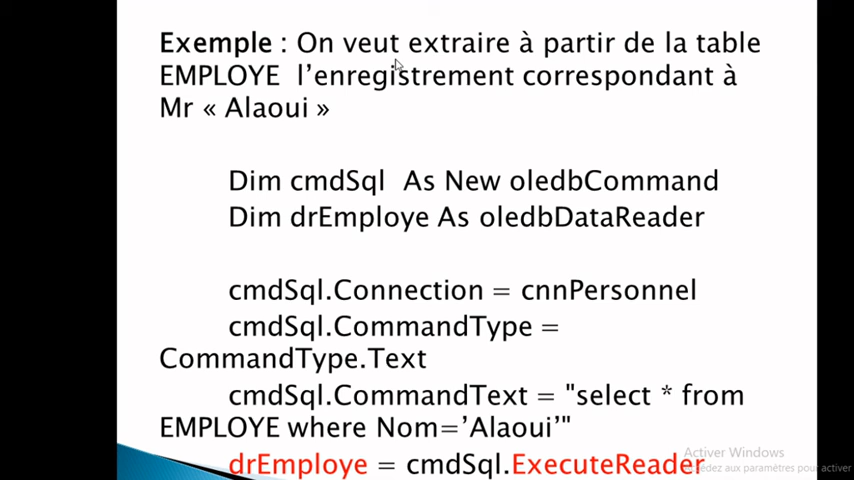 Exemple : On veut extraire à partir de la table
EMPLOYE l'enregistrement correspondant à
Mr « Alaoui »
Dim cmdSql As New oledbCommand
Dim drEmploye As oledbDataReader
cmdSql.Connection = cnnPersonnel
cmdSql.CommandType =
CommandType.Text
cmdSql.CommandText = "select * from
EMPLOYE where Nom=’Alaoui’"
drEmploye = cmdSql.ExecuteReader
Activer Windows
aux paramètres pour activer